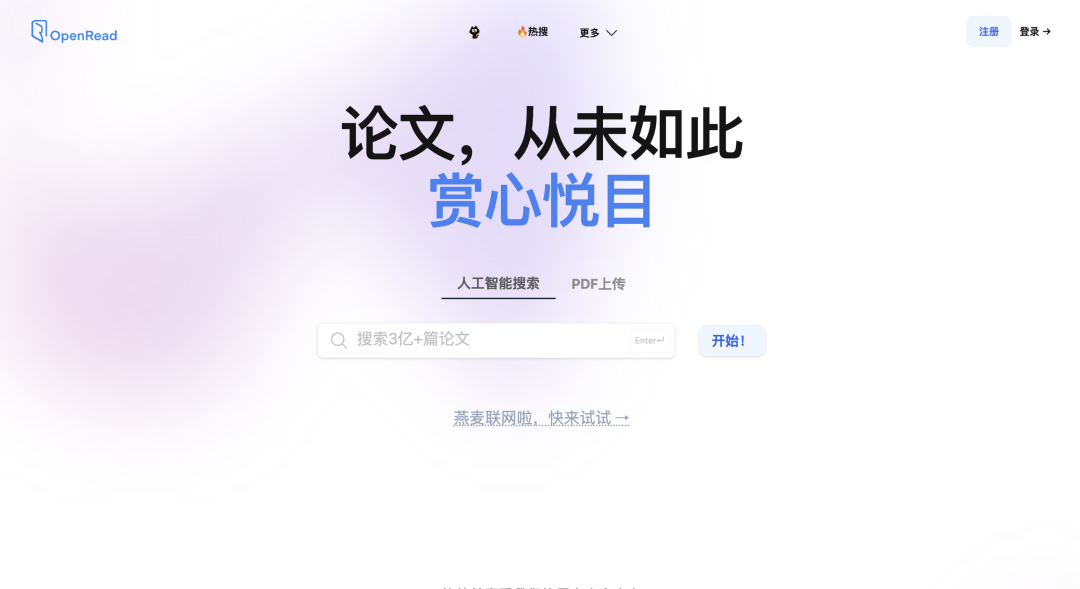 OpenRead
🔥热搜
更多
注册
登录 →
论文，从未如此
赏心悦目
人工智能搜索
PDF上传
搜索3亿+篇论文
Enter↵
开始！
燕麦联网啦，快来试试 →